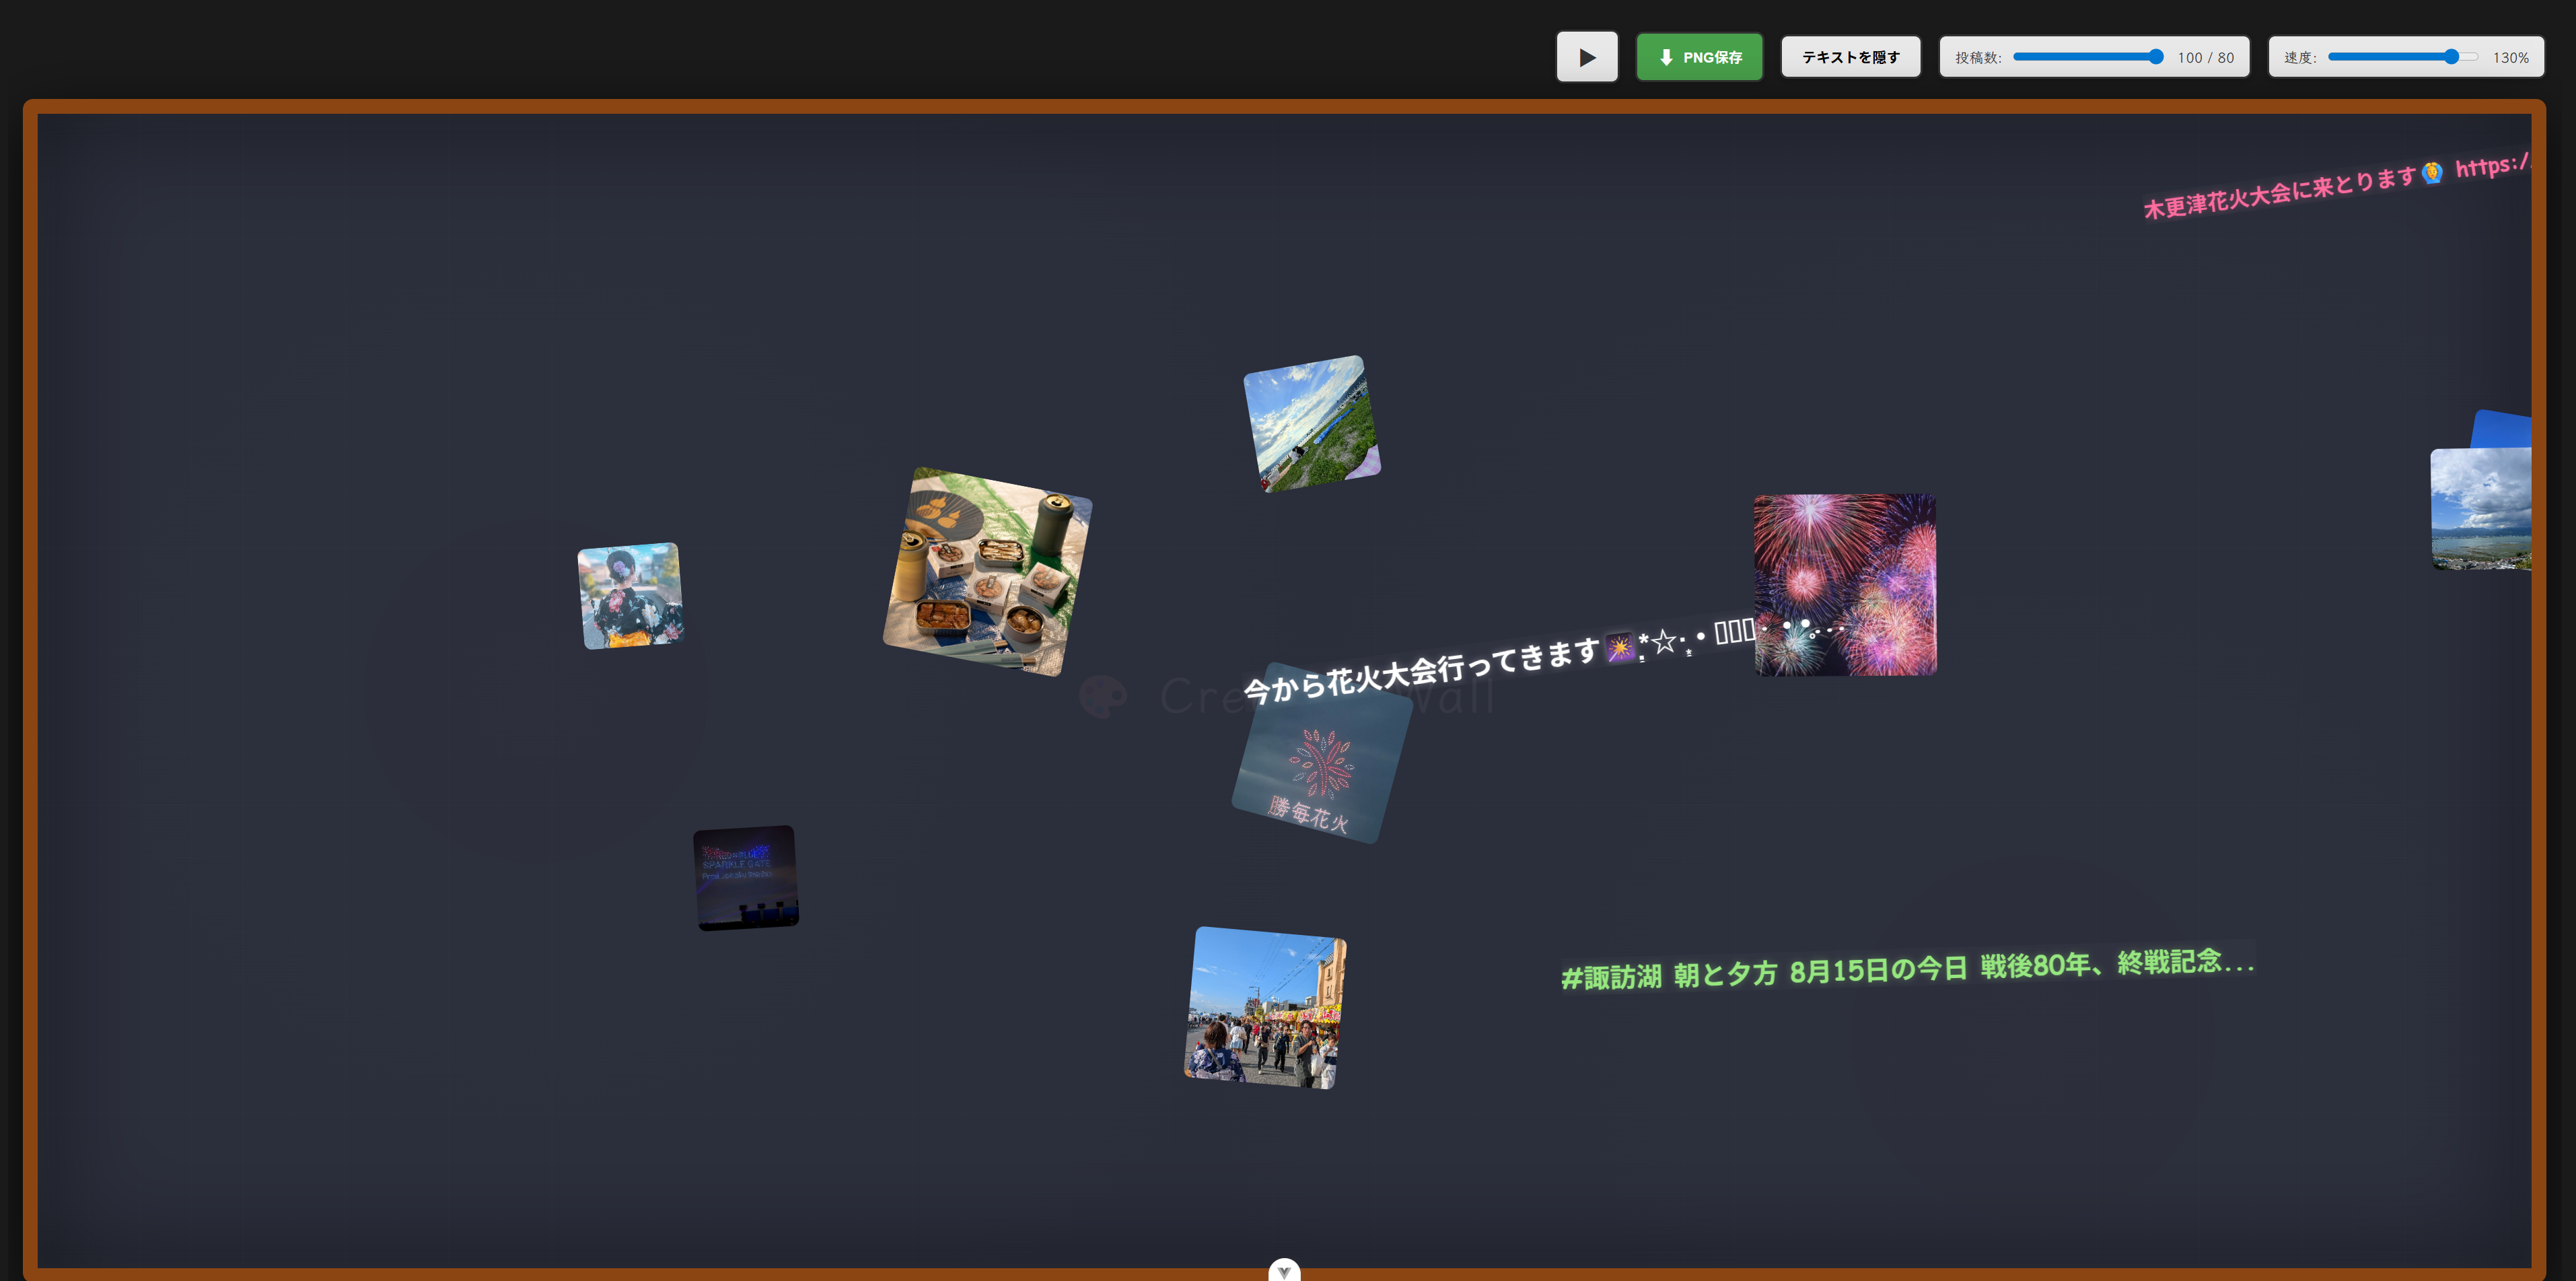 PNG保存
テキストを隠す
投稿数:
100 / 80
速度:
130%
木更津花火大会に来とります🙆 https:/
今から花火大会行ってきます🎇
Cre
Wall
勝毎花火
SPARKLE GATE
#諏訪湖 朝と夕方 8月15日の今日 戦後80年、終戦記念...